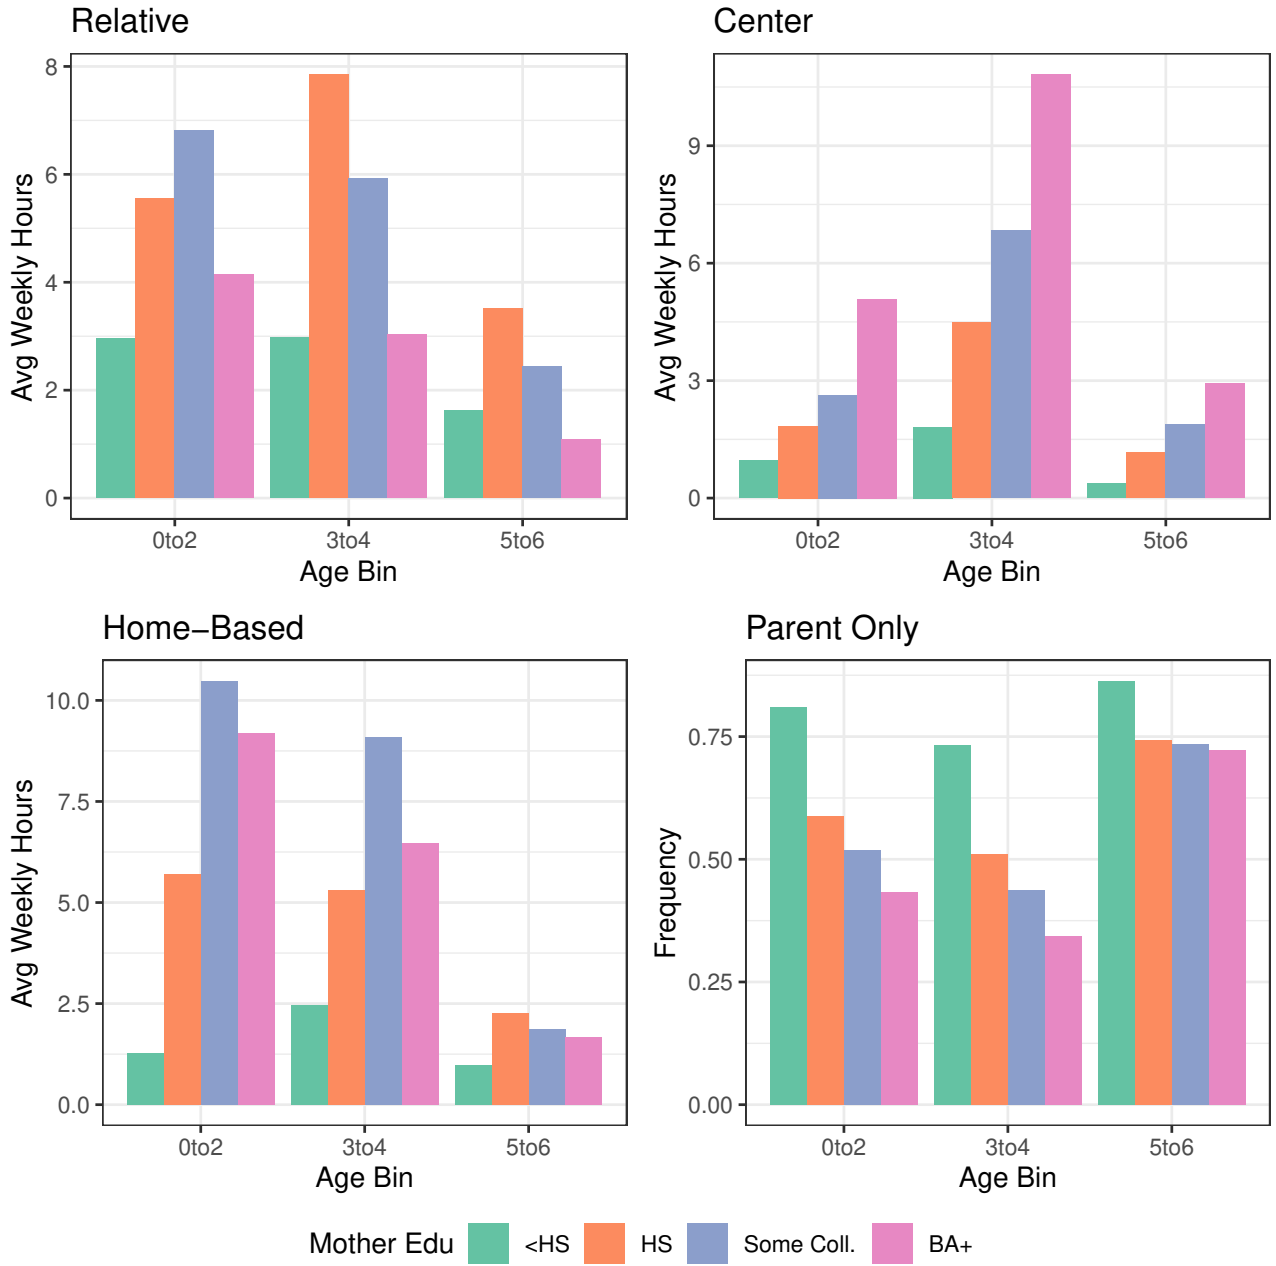 Relative
Avg Weekly Hours
8
6
4
2
0
0to2 3to4 5to6
Age Bin
Center
Avg Weekly Hours
9
6
3
0
0to2 3to4 5to6
Age Bin
Home−Based
Avg Weekly Hours
10.0
7.5
5.0
2.5
0.0
0to2 3to4 5to6
Age Bin
Parent Only
Frequency
0.75
0.50
0.25
0.00
0to2 3to4 5to6
Age Bin
Mother Edu <HS HS Some Coll. BA+